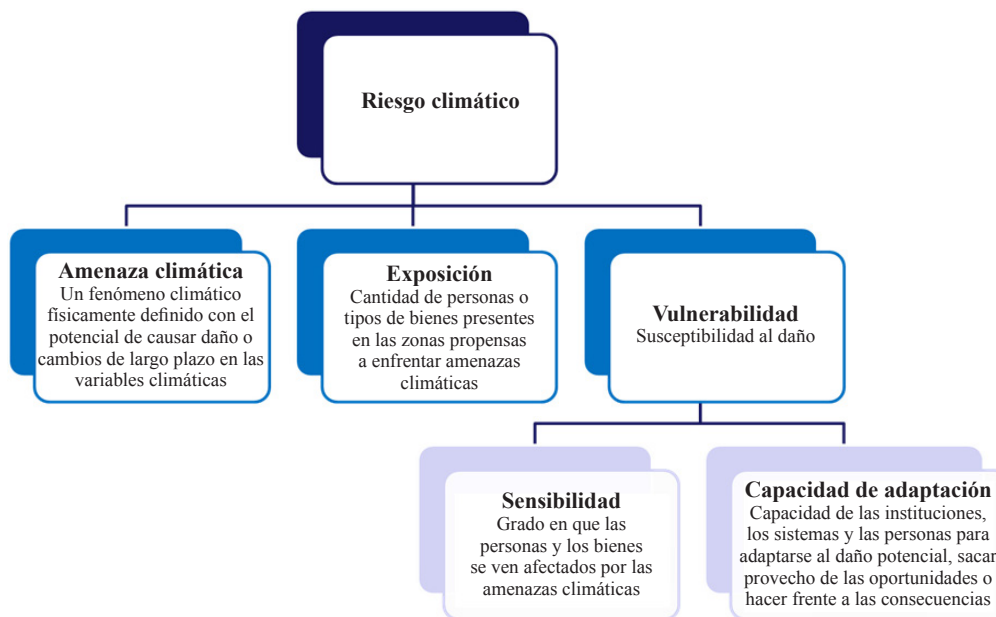 Riesgo climático
Amenaza climática
Un fenómeno climático
físicamente definido con el
potencial de causar daño o
cambios de largo plazo en las
variables climáticas
Exposición
Cantidad de personas o
tipos de bienes presentes
en las zonas propensas
a enfrentar amenazas
climáticas
Vulnerabilidad
Susceptibilidad al daño
Sensibilidad
Grado en que las
personas y los bienes
se ven afectados por las
amenazas climáticas
Capacidad de adaptación
Capacidad de las instituciones,
los sistemas y las personas para
adaptarse al daño potencial, sacar
provecho de las oportunidades o
hacer frente a las consecuencias